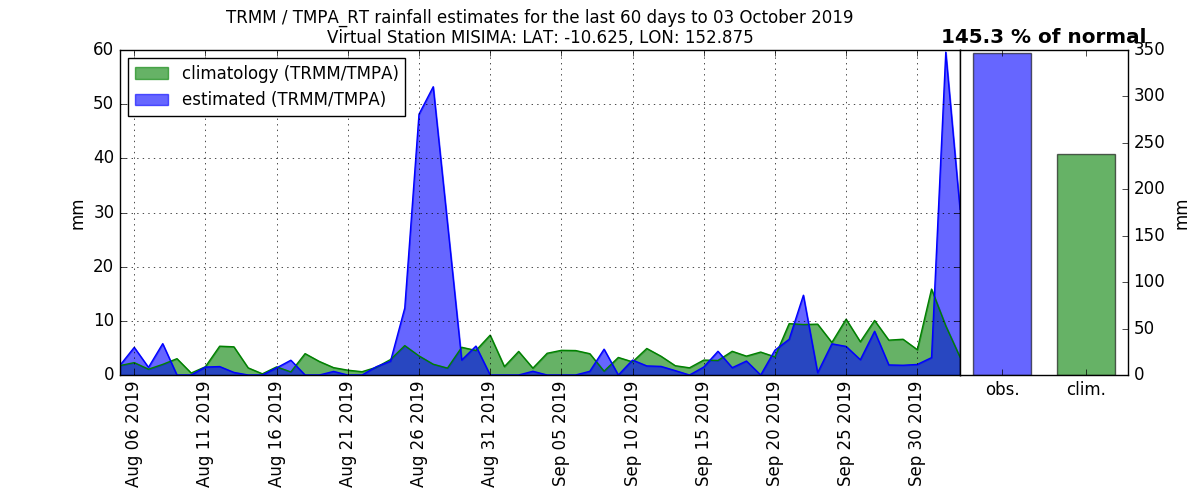 TRMM / TMPA_RT rainfall estimates for the last 60 days to 03 October 2019
Virtual Station MISIMA: LAT: -10.625, LON: 152.875
145.3 % of normal
climatology (TRMM/TMPA)
estimated (TRMM/TMPA)
60
50
40
30
20
10
0
mm
Aug 06 2019
Aug 11 2019
Aug 16 2019
Aug 21 2019
Aug 26 2019
Aug 31 2019
Sep 05 2019
Sep 10 2019
Sep 15 2019
Sep 20 2019
Sep 25 2019
Sep 30 2019
350
300
250
200
150
100
50
0
mm
obs.
clim.